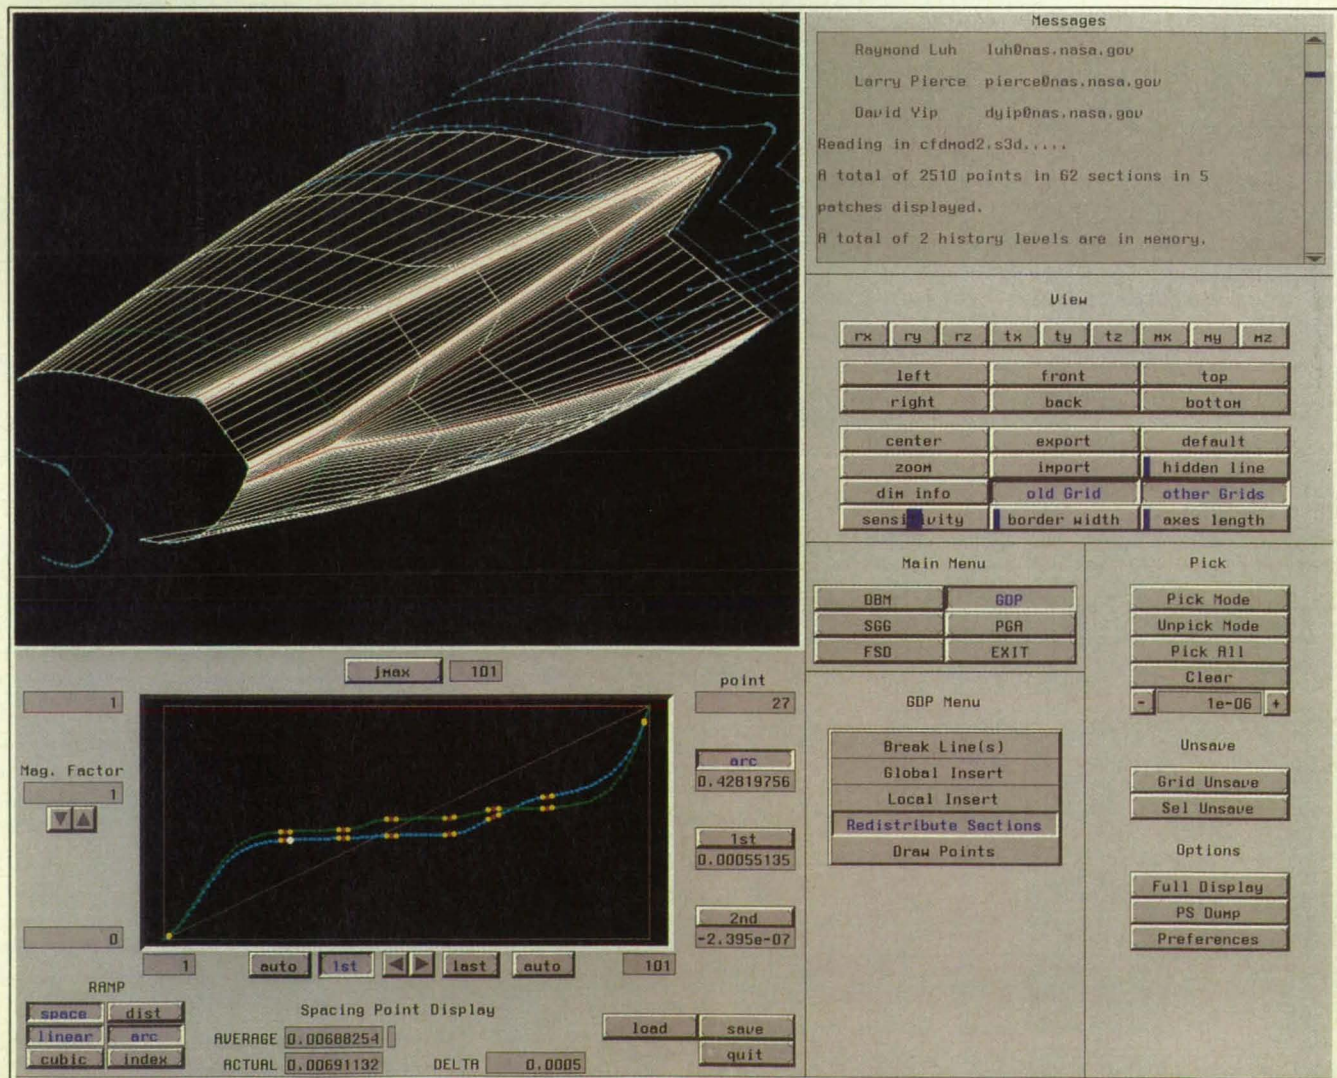 Messages
Raymond Luh luh@nas.nasa.gov
Larry Pierce pierce@nas.nasa.gov
David Yip dyip@nas.nasa.gov
Reading in cfdmod2.s3d.....
A total of 2510 points in 62 sections in 5
patches displayed.
A total of 2 history levels are in memory.
View
rx ry rz tx ty tz mx my mz
left front top
right back bottom
center export default
zoom import hidden line
dim info old Grid other Grids
sensitivity border width axes length
Main Menu
DBM GDP
SGG PGA
FSD EXIT
Pick
Pick Mode
Unpick Mode
Pick All
Clear
- 1e-06 +
Unsave
Grid Unsave
Sel Unsave
Options
Full Display
PS Dump
Preferences
GDP Menu
Break Line(s)
Global Insert
Local Insert
Redistribute Sections
Draw Points
jmax 101
1
Mag. Factor
1
0
point
27
arc
0.42819756
1st
0.00055135
2nd
-2.395e-07
1 auto 1st last auto 101
RAMP
space dist
linear arc
cubic index
Spacing Point Display
AVERAGE 0.00688254
ACTUAL 0.00691132 DELTA 0.0005
load save
quit